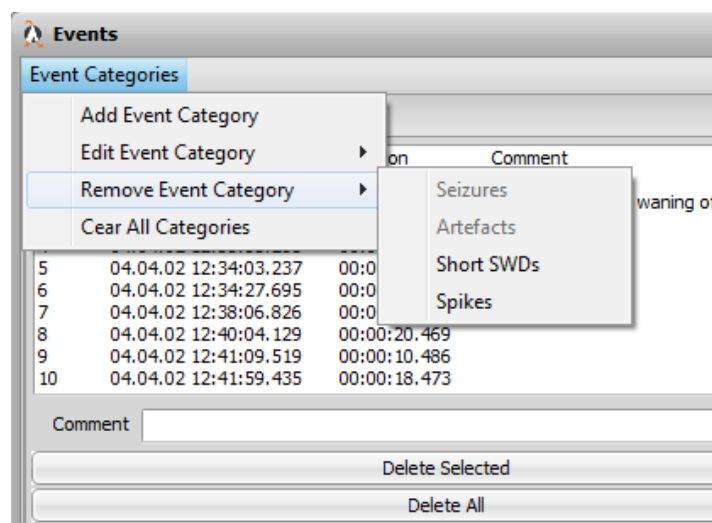 Events
Event Categories
Add Event Category
Edit Event Category
on Comment
Remove Event Category
Seizures
waning of
Artefacts
Cear All Categories
Short SWDs
5 04.04.02 12:34:03.237 00:0
6 04.04.02 12:34:27.695 00:0
Spikes
7 04.04.02 12:38:06.826 00:0
8 04.04.02 12:40:04.129 00:00:20.469
9 04.04.02 12:41:09.519 00:00:10.486
10 04.04.02 12:41:59.435 00:00:18.473
Comment
Delete Selected
Delete All